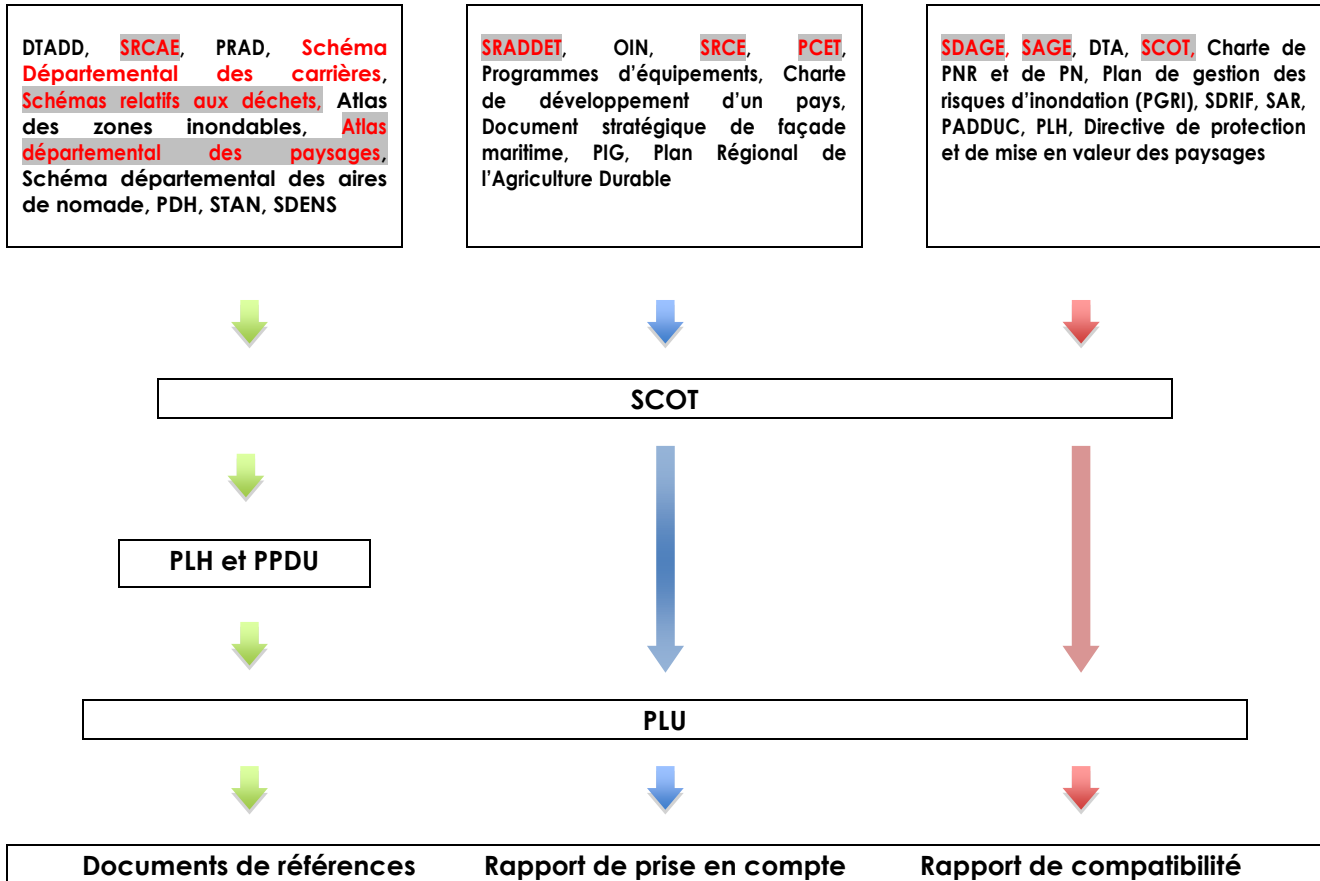 DTADD, SRCAE, PRAD, Schéma
Départemental des carrières,
Schémas relatifs aux déchets, Atlas
des zones inondables, Atlas
départemental des paysages,
Schéma départemental des aires
de nomade, PDH, STAN, SDENS
SRADDET, OIN, SRCE, PCET,
Programmes d'équipements, Charte
de développement d'un pays,
Document stratégique de façade
maritime, PIG, Plan Régional de
l'Agriculture Durable
SDAGE, SAGE, DTA, SCOT, Charte de
PNR et de PN, Plan de gestion des
risques d'inondation (PGRI), SDRIF, SAR,
PADDUC, PLH, Directive de protection
et de mise en valeur des paysages
SCOT
PLH et PPDU
PLU
Documents de références Rapport de prise en compte Rapport de compatibilité